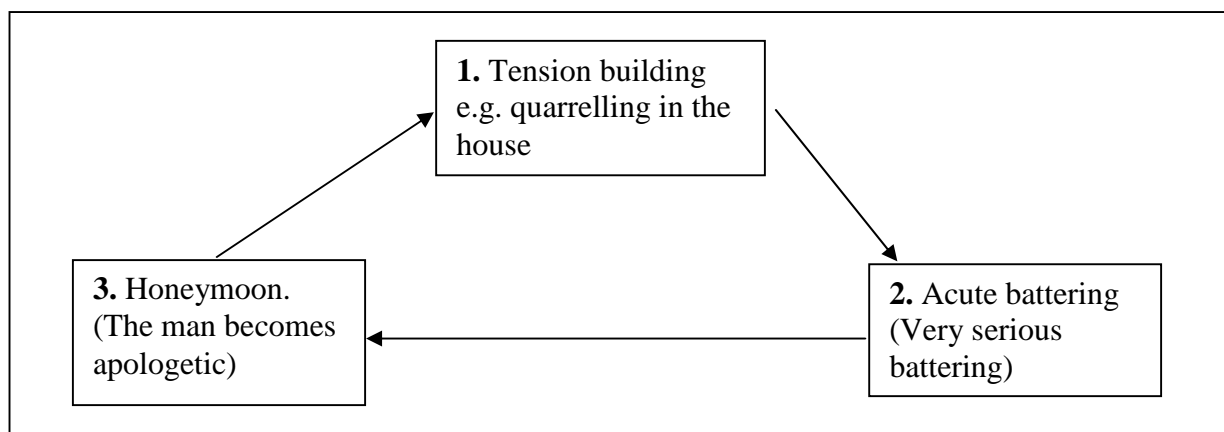 1. Tension building
e.g. quarrelling in the
house
3. Honeymoon.
(The man becomes
apologetic)
2. Acute battering
(Very serious
battering)